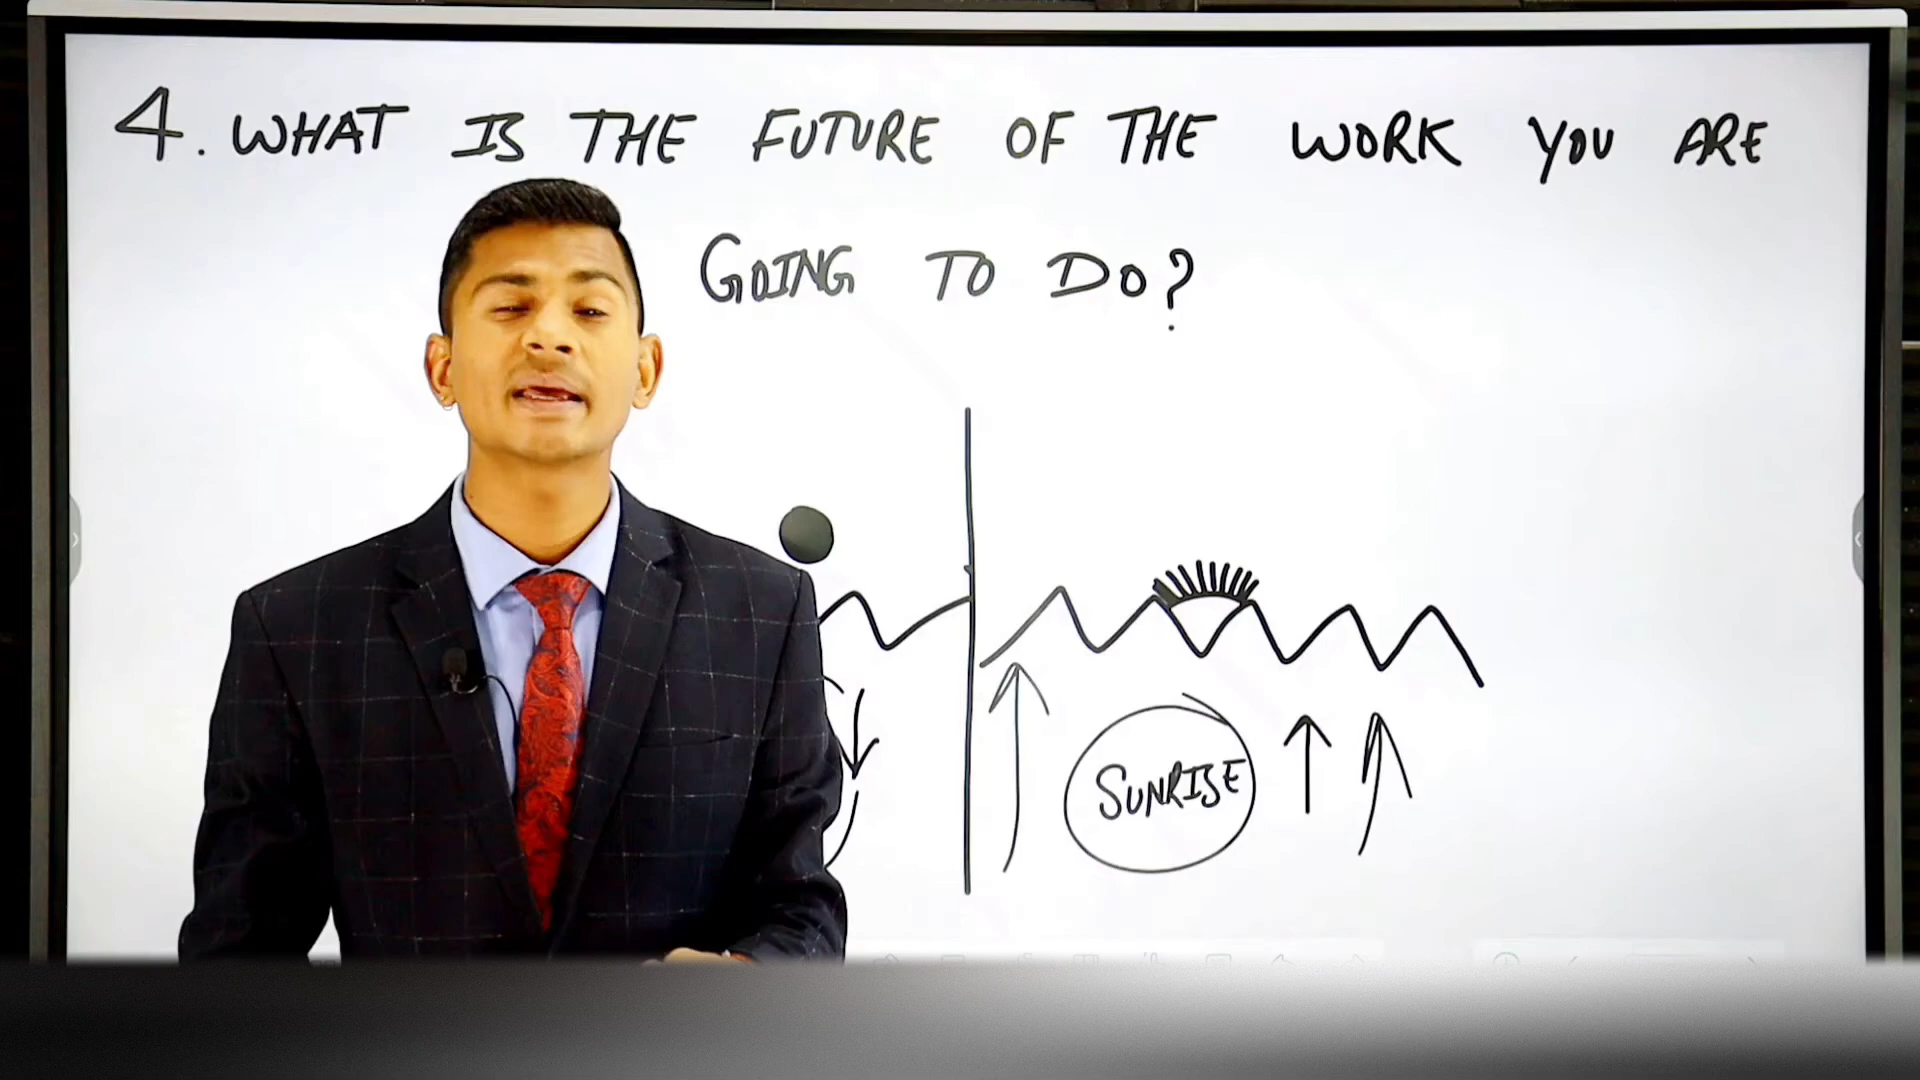 4. WHAT IS THE FUTURE OF THE WORK YOU ARE
GOING TO DO?
SUNRISE